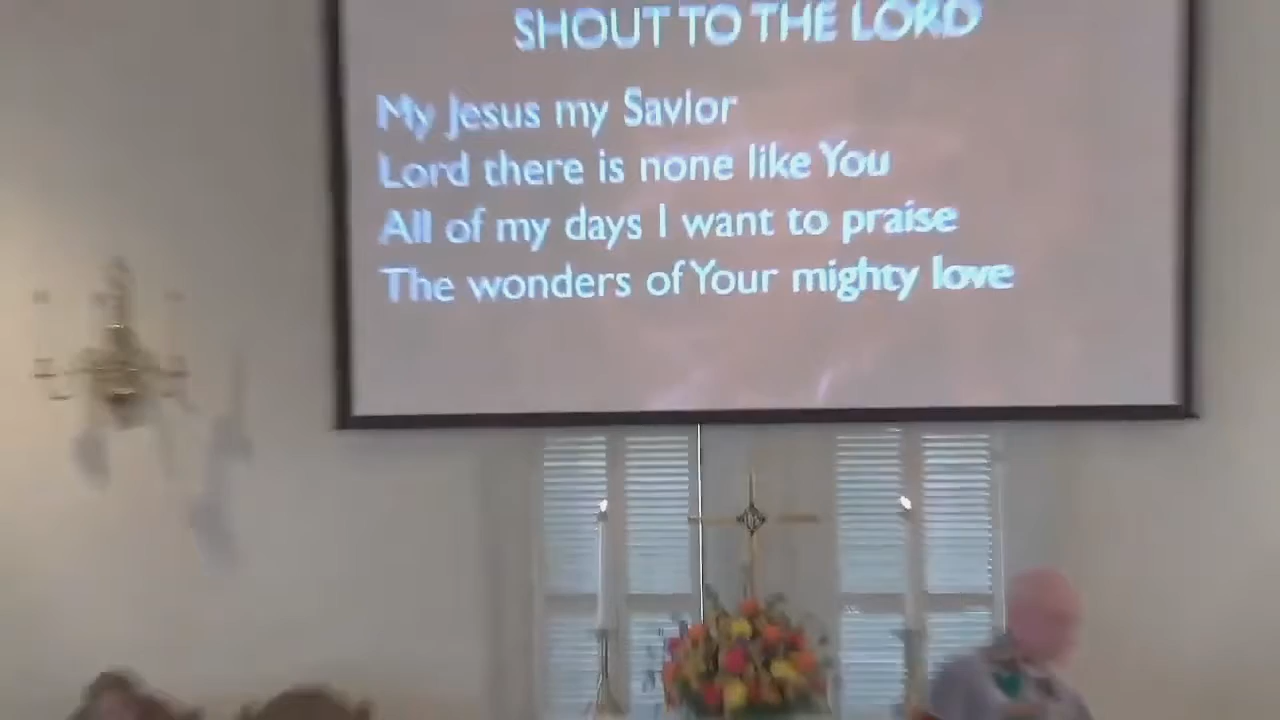 SHOUT TO THE LORD
My Jesus my Savior
Lord there is none like You
All of my days I want to praise
The wonders of Your mighty love